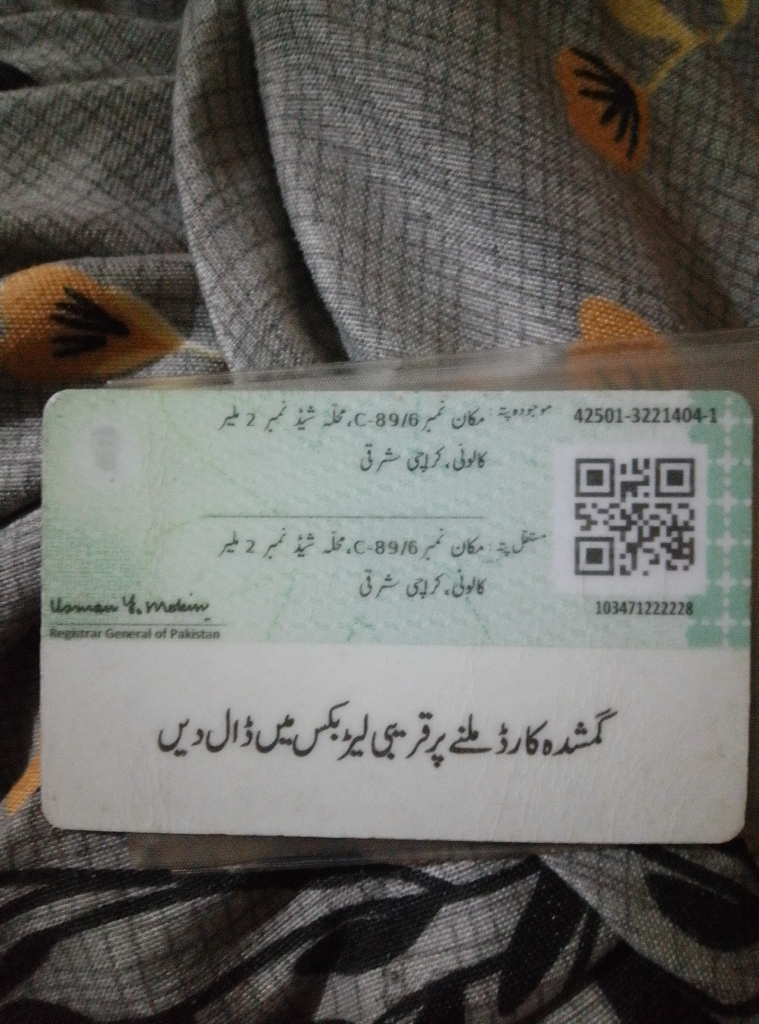 42501-3221404-1
موجودہ پتہ: مکان نمبر C-89/6، محلہ شیڈ نمبر 2 ملیر
کالونی، کراچی شرقی
مستقل پتہ: مکان نمبر C-89/6، محلہ شیڈ نمبر 2 ملیر
کالونی، کراچی شرقی
103471222228
Usman Y. Mobin
Registrar General of Pakistan
گمشدہ کارڈ ملنے پر قریبی لیٹر بکس میں ڈال دیں